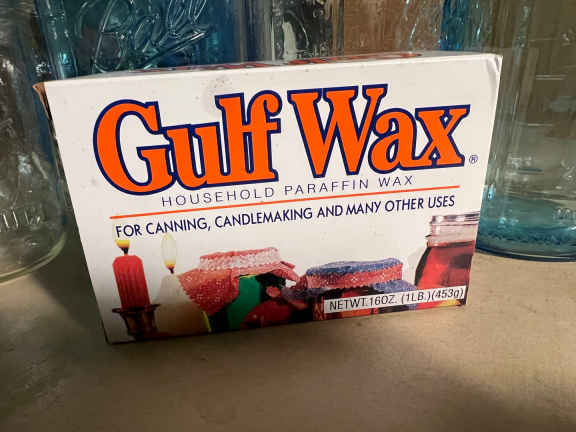 Gulf Wax®
HOUSEHOLD PARAFFIN WAX
FOR CANNING, CANDLEMAKING AND MANY OTHER USES
NETWT.16OZ. (1LB.)(453g)